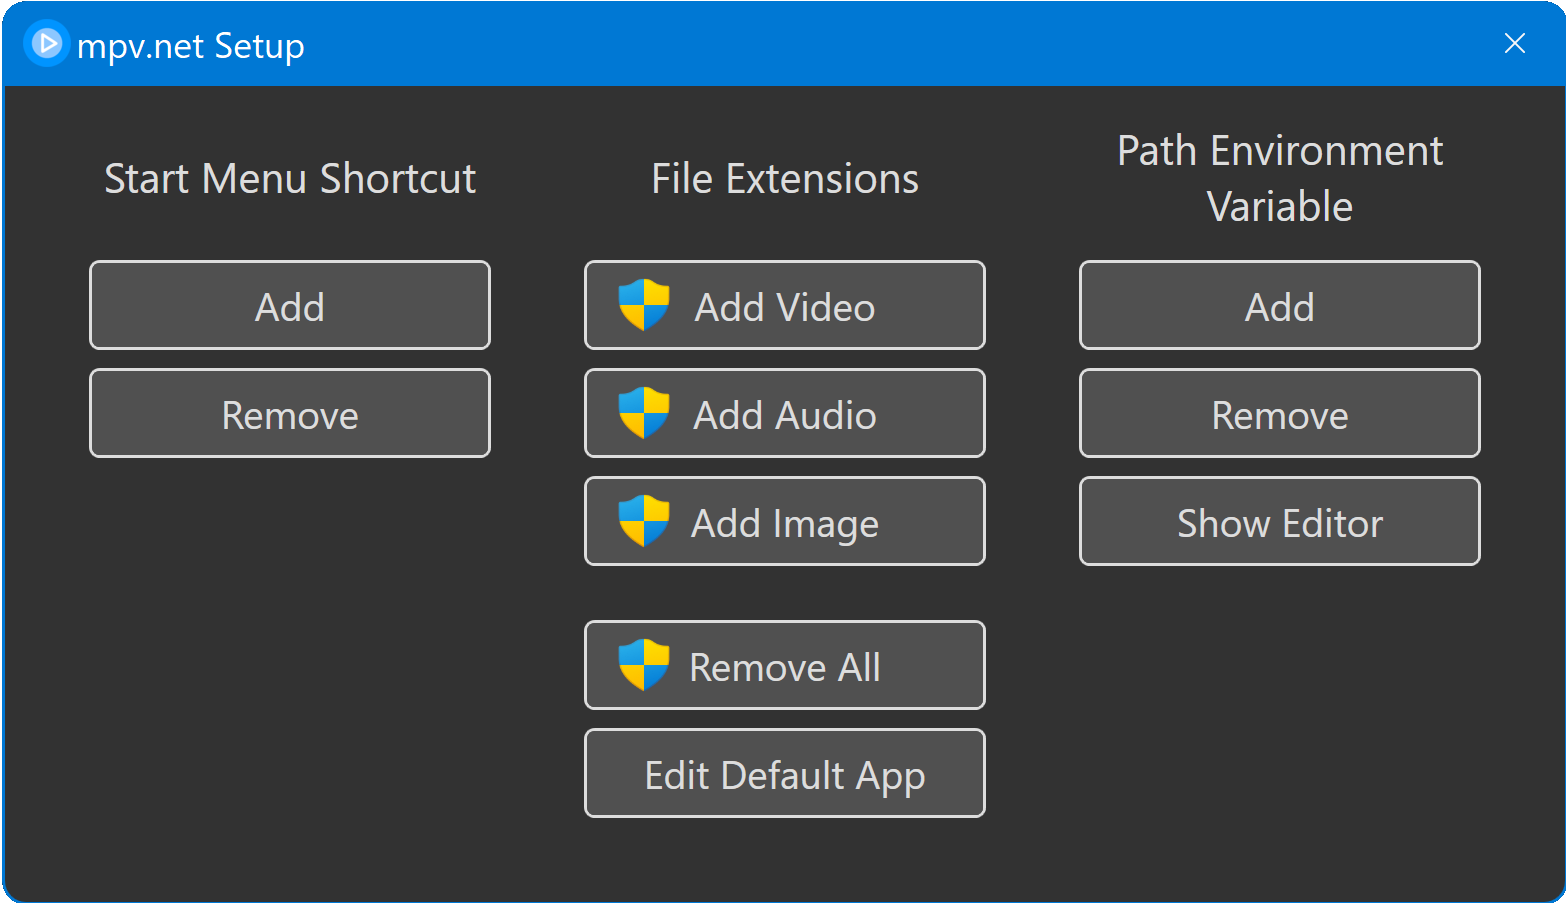 mpv.net Setup
Start Menu Shortcut
Add
Remove
File Extensions
Add Video
Add Audio
Add Image
Remove All
Edit Default App
Path Environment
Variable
Add
Remove
Show Editor